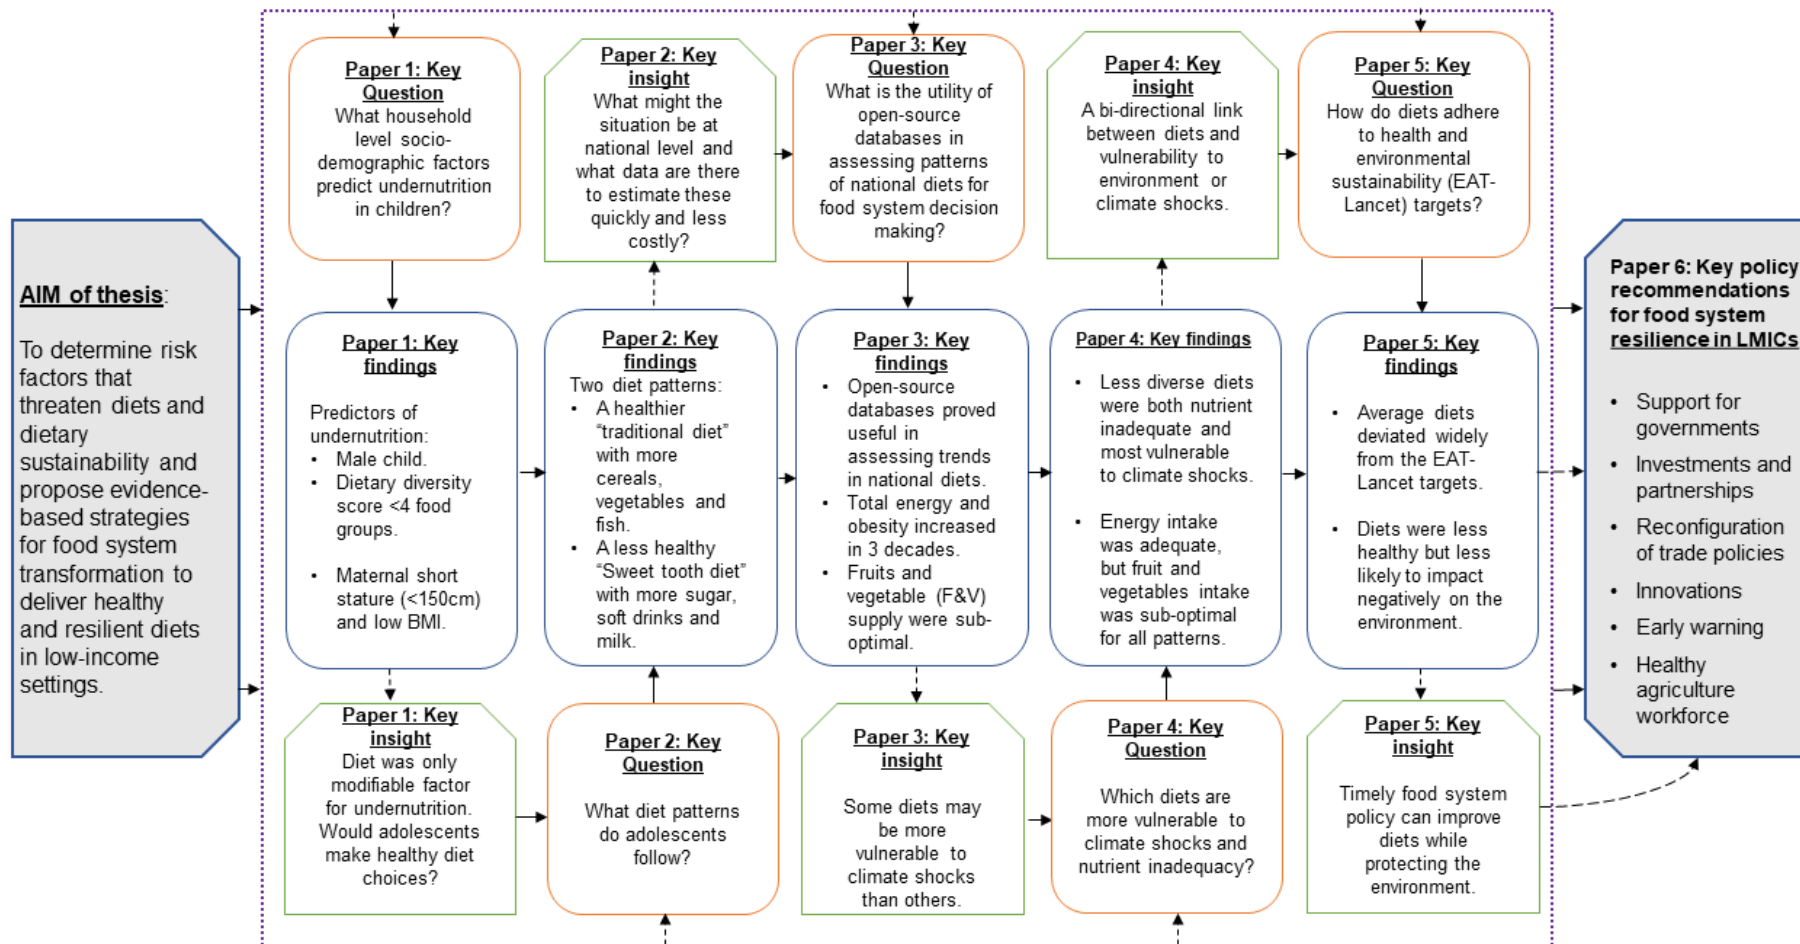 AIM of thesis:
To determine risk
factors that
threaten diets and
dietary
sustainability and
propose evidence-
based strategies
for food system
transformation to
deliver healthy
and resilient diets
in low-income
settings.
Paper 1: Key
Question
What household
level socio-
demographic factors
predict undernutrition
in children?
Paper 2: Key
insight
What might the
situation be at
national level and
what data are there
to estimate these
quickly and less
costly?
Paper 3: Key
Question
What is the utility of
open-source
databases in
assessing patterns
of national diets for
food system decision
making?
Paper 4: Key
insight
A bi-directional link
between diets and
vulnerability to
environment or
climate shocks.
Paper 5: Key
Question
How do diets adhere
to health and
environmental
sustainability (EAT-
Lancet) targets?
Paper 1: Key
findings
Predictors of
undernutrition:
• Male child.
• Dietary diversity
score <4 food
groups.
• Maternal short
stature (<150cm)
and low BMI.
Paper 2: Key
findings
Two diet patterns:
• A healthier
“traditional diet”
with more
cereals,
vegetables and
fish.
• A less healthy
“Sweet tooth diet”
with more sugar,
soft drinks and
milk.
Paper 3: Key
findings
• Open-source
databases proved
useful in
assessing trends
in national diets.
• Total energy and
obesity increased
in 3 decades.
• Fruits and
vegetable (F&V)
supply were sub-
optimal.
Paper 4: Key findings
• Less diverse diets
were both nutrient
inadequate and
most vulnerable
to climate shocks.
• Energy intake
was adequate,
but fruit and
vegetables intake
was sub-optimal
for all patterns.
Paper 5: Key
findings
• Average diets
deviated widely
from the EAT-
Lancet targets.
• Diets were less
healthy but less
likely to impact
negatively on the
environment.
Paper 1: Key
insight
Diet was only
modifiable factor
for undernutrition.
Would adolescents
make healthy diet
choices?
Paper 2: Key
Question
What diet patterns
do adolescents
follow?
Paper 3: Key
insight
Some diets may
be more
vulnerable to
climate shocks
than others.
Paper 4: Key
Question
Which diets are
more vulnerable to
climate shocks and
nutrient inadequacy?
Paper 5: Key
insight
Timely food system
policy can improve
diets while
protecting the
environment.
Paper 6: Key policy
recommendations
for food system
resilience in LMICs
• Support for
governments
• Investments and
partnerships
• Reconfiguration
of trade policies
• Innovations
• Early warning
• Healthy
agriculture
workforce